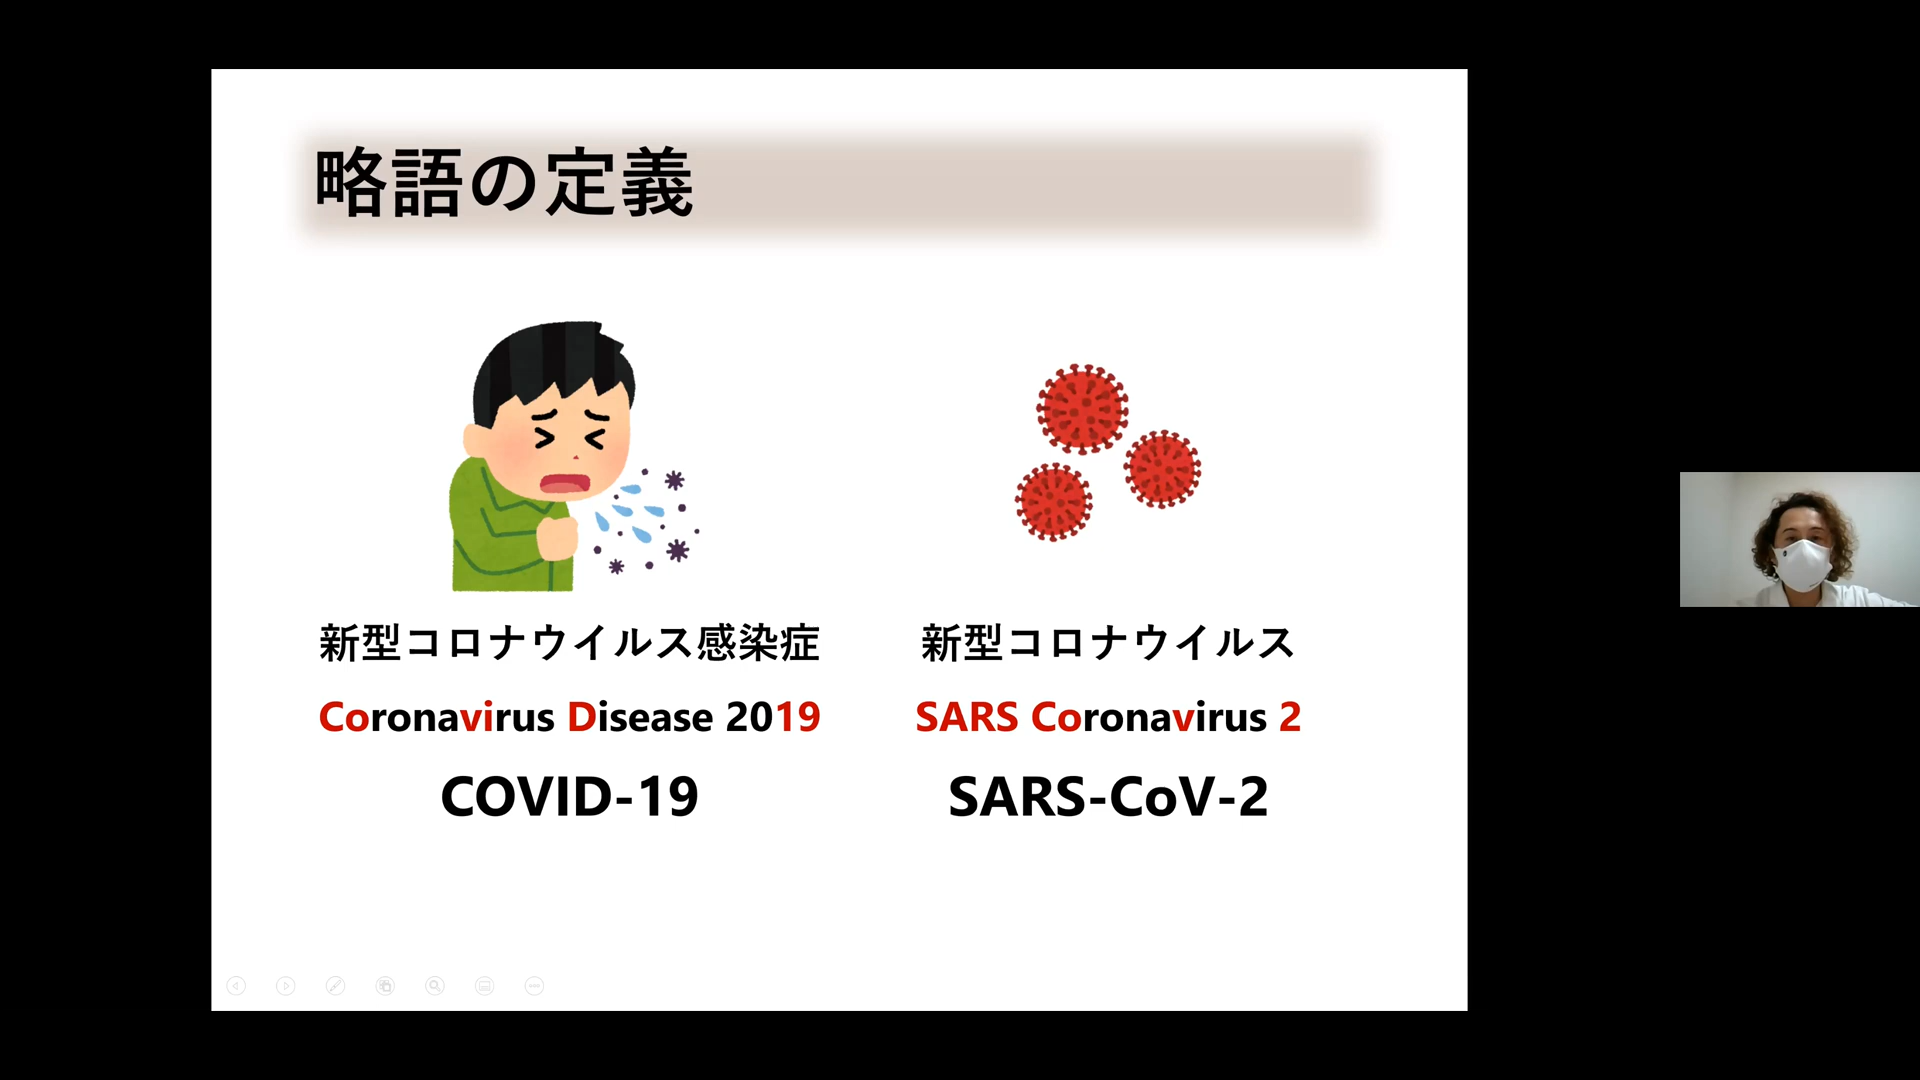 略語の定義
新型コロナウイルス感染症
Coronavirus Disease 2019
COVID-19
新型コロナウイルス
SARS Coronavirus 2
SARS-CoV-2